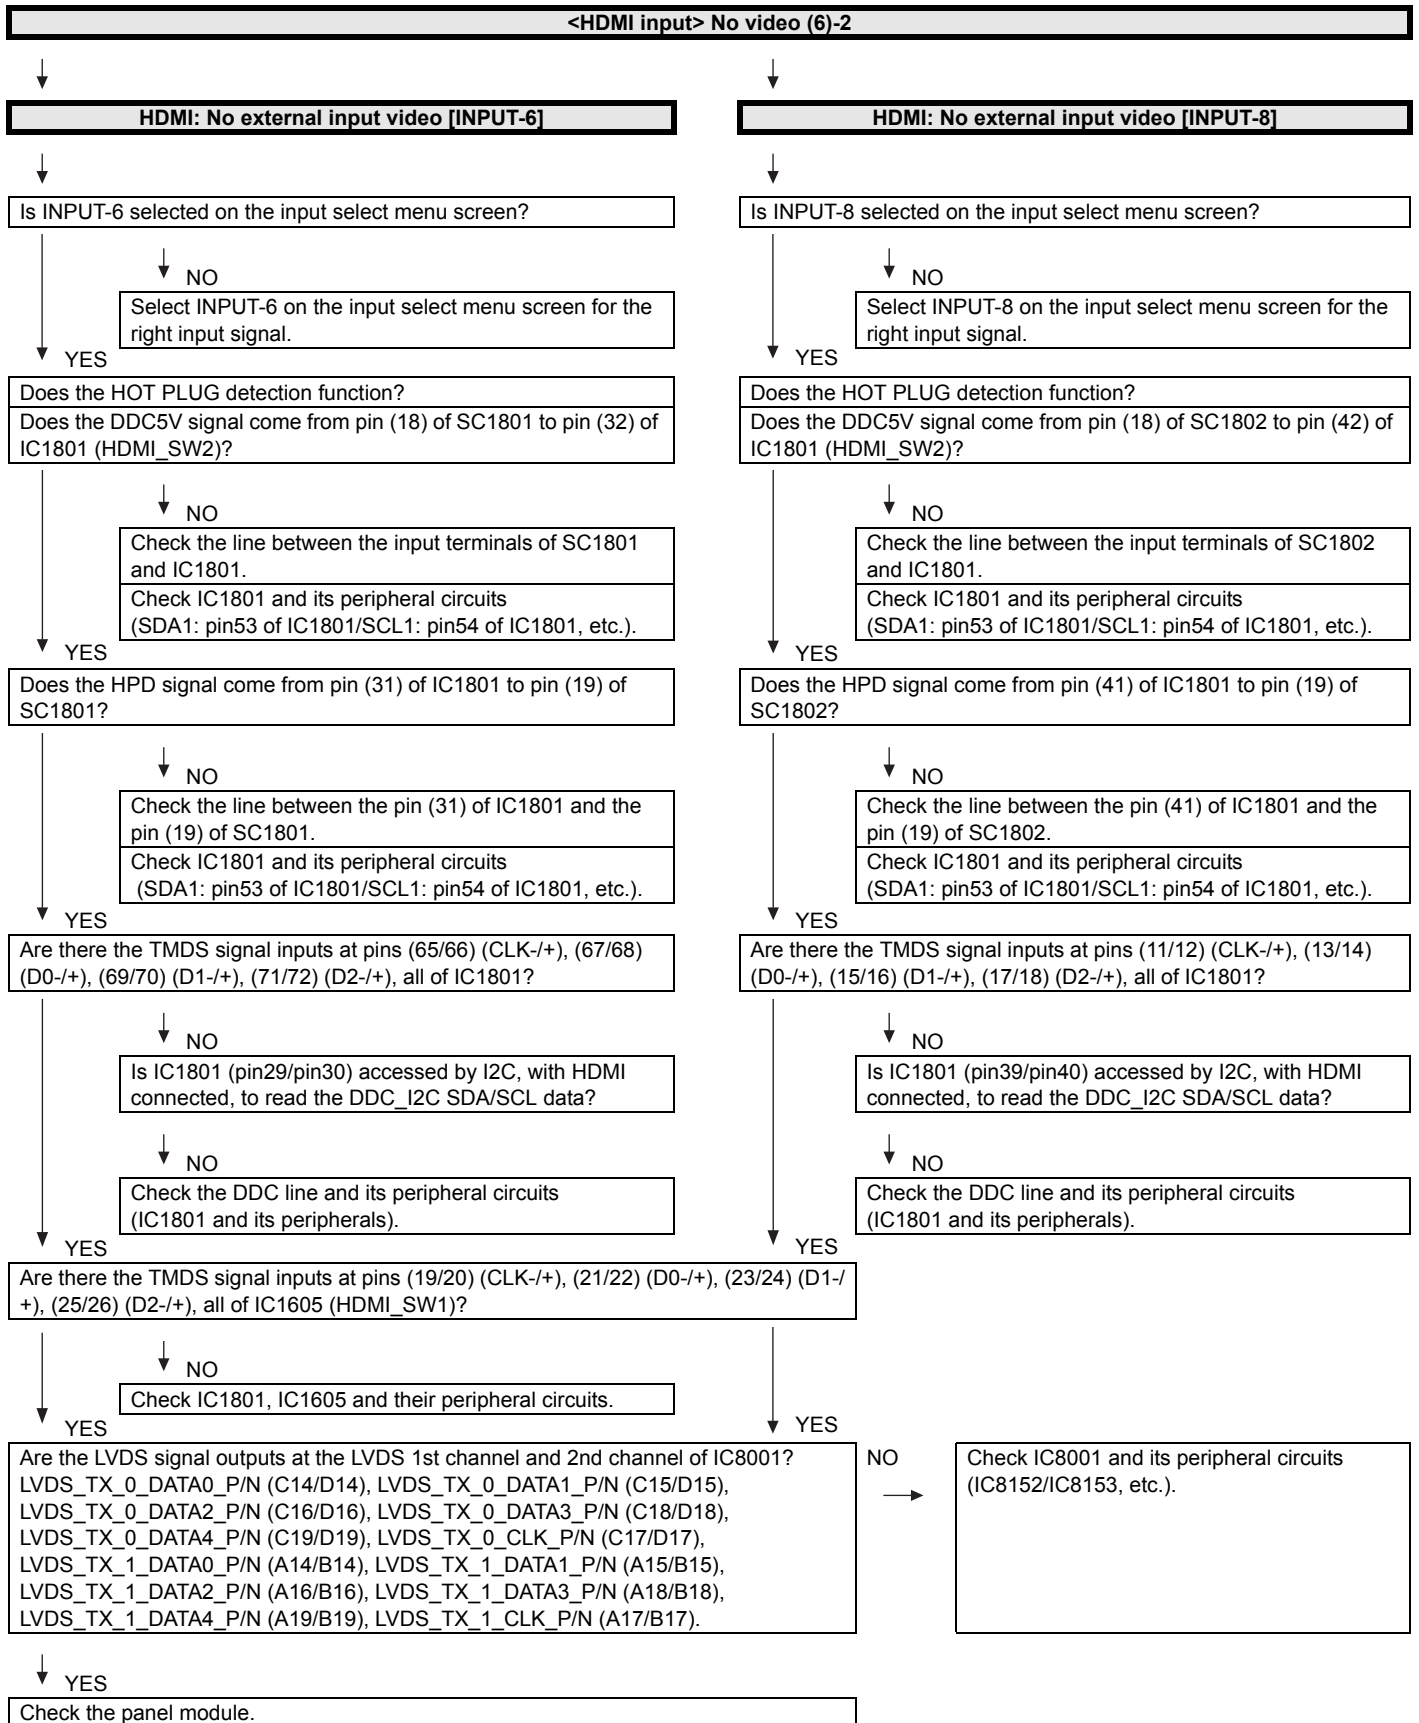 <HDMI input> No video (6)-2
HDMI: No external input video [INPUT-6]
Is INPUT-6 selected on the input select menu screen?
NO
Select INPUT-6 on the input select menu screen for the
right input signal.
YES
Does the HOT PLUG detection function?
Does the DDC5V signal come from pin (18) of SC1801 to pin (32) of
IC1801 (HDMI_SW2)?
NO
Check the line between the input terminals of SC1801
and IC1801.
Check IC1801 and its peripheral circuits
(SDA1: pin53 of IC1801/SCL1: pin54 of IC1801, etc.).
YES
Does the HPD signal come from pin (31) of IC1801 to pin (19) of
SC1801?
NO
Check the line between the pin (31) of IC1801 and the
pin (19) of SC1801.
Check IC1801 and its peripheral circuits
(SDA1: pin53 of IC1801/SCL1: pin54 of IC1801, etc.).
YES
Are there the TMDS signal inputs at pins (65/66) (CLK-/+), (67/68)
(D0-/+), (69/70) (D1-/+), (71/72) (D2-/+), all of IC1801?
NO
Is IC1801 (pin29/pin30) accessed by I2C, with HDMI
connected, to read the DDC_I2C SDA/SCL data?
NO
Check the DDC line and its peripheral circuits
(IC1801 and its peripherals).
YES
HDMI: No external input video [INPUT-8]
Is INPUT-8 selected on the input select menu screen?
NO
Select INPUT-8 on the input select menu screen for the
right input signal.
YES
Does the HOT PLUG detection function?
Does the DDC5V signal come from pin (18) of SC1802 to pin (42) of
IC1801 (HDMI_SW2)?
NO
Check the line between the input terminals of SC1802
and IC1801.
Check IC1801 and its peripheral circuits
(SDA1: pin53 of IC1801/SCL1: pin54 of IC1801, etc.).
YES
Does the HPD signal come from pin (41) of IC1801 to pin (19) of
SC1802?
NO
Check the line between the pin (41) of IC1801 and the
pin (19) of SC1802.
Check IC1801 and its peripheral circuits
(SDA1: pin53 of IC1801/SCL1: pin54 of IC1801, etc.).
YES
Are there the TMDS signal inputs at pins (11/12) (CLK-/+), (13/14)
(D0-/+), (15/16) (D1-/+), (17/18) (D2-/+), all of IC1801?
NO
Is IC1801 (pin39/pin40) accessed by I2C, with HDMI
connected, to read the DDC_I2C SDA/SCL data?
NO
Check the DDC line and its peripheral circuits
(IC1801 and its peripherals).
YES
Are there the TMDS signal inputs at pins (19/20) (CLK-/+), (21/22) (D0-/+), (23/24) (D1-/
+), (25/26) (D2-/+), all of IC1605 (HDMI_SW1)?
NO
Check IC1801, IC1605 and their peripheral circuits.
YES
YES
Are the LVDS signal outputs at the LVDS 1st channel and 2nd channel of IC8001?
LVDS_TX_0_DATA0_P/N (C14/D14), LVDS_TX_0_DATA1_P/N (C15/D15),
LVDS_TX_0_DATA2_P/N (C16/D16), LVDS_TX_0_DATA3_P/N (C18/D18),
LVDS_TX_0_DATA4_P/N (C19/D19), LVDS_TX_0_CLK_P/N (C17/D17),
LVDS_TX_1_DATA0_P/N (A14/B14), LVDS_TX_1_DATA1_P/N (A15/B15),
LVDS_TX_1_DATA2_P/N (A16/B16), LVDS_TX_1_DATA3_P/N (A18/B18),
LVDS_TX_1_DATA4_P/N (A19/B19), LVDS_TX_1_CLK_P/N (A17/B17).
NO
Check IC8001 and its peripheral circuits
(IC8152/IC8153, etc.).
YES
Check the panel module.